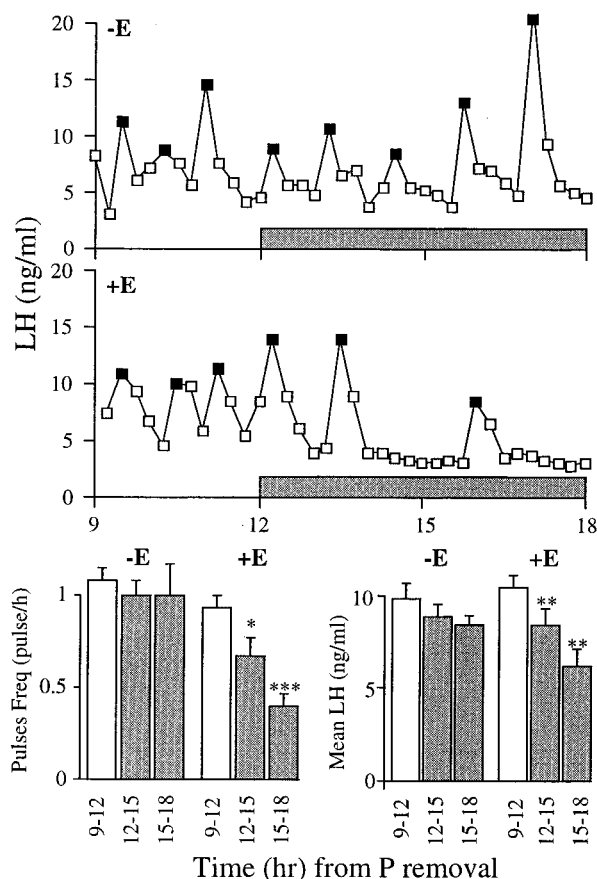 -E
20
15
10
5
0
LH (ng/ml)
+E
20
15
10
5
0
9 12 15 18
-E +E
Pulses Freq (pulse/h)
1
0.5
0
* ***
9-12 12-15 15-18 9-12 12-15 15-18
-E +E
Mean LH (ng/ml)
10
5
0
** **
9-12 12-15 15-18 9-12 12-15 15-18
Time (hr) from P removal